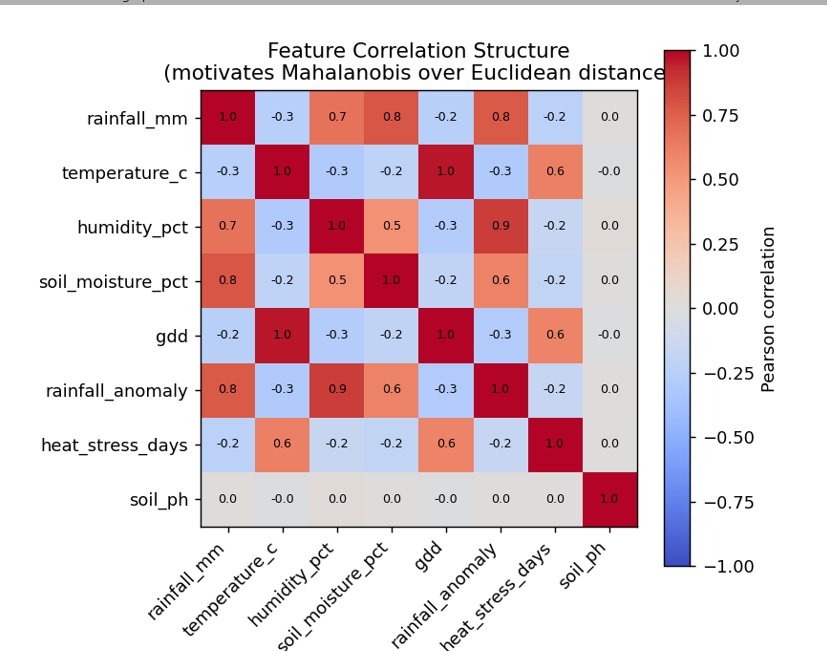 Feature Correlation Structure
(motivates Mahalanobis over Euclidean distance
rainfall_mm 1.0 -0.3 0.7 0.8 -0.2 0.8 -0.2 0.0
temperature_c -0.3 1.0 -0.3 -0.2 1.0 -0.3 0.6 -0.0
humidity_pct 0.7 -0.3 1.0 0.5 -0.3 0.9 -0.2 0.0
soil_moisture_pct 0.8 -0.2 0.5 1.0 -0.2 0.6 -0.2 0.0
gdd -0.2 1.0 -0.3 -0.2 1.0 -0.3 0.6 -0.0
rainfall_anomaly 0.8 -0.3 0.9 0.6 -0.3 1.0 -0.2 0.0
heat_stress_days -0.2 0.6 -0.2 -0.2 0.6 -0.2 1.0 0.0
soil_ph 0.0 -0.0 0.0 0.0 -0.0 0.0 0.0 1.0
rainfall_mm temperature_c humidity_pct soil_moisture_pct gdd rainfall_anomaly heat_stress_days soil_ph
1.00
0.75
0.50
0.25
0.00
−0.25
−0.50
−0.75
−1.00
Pearson correlation